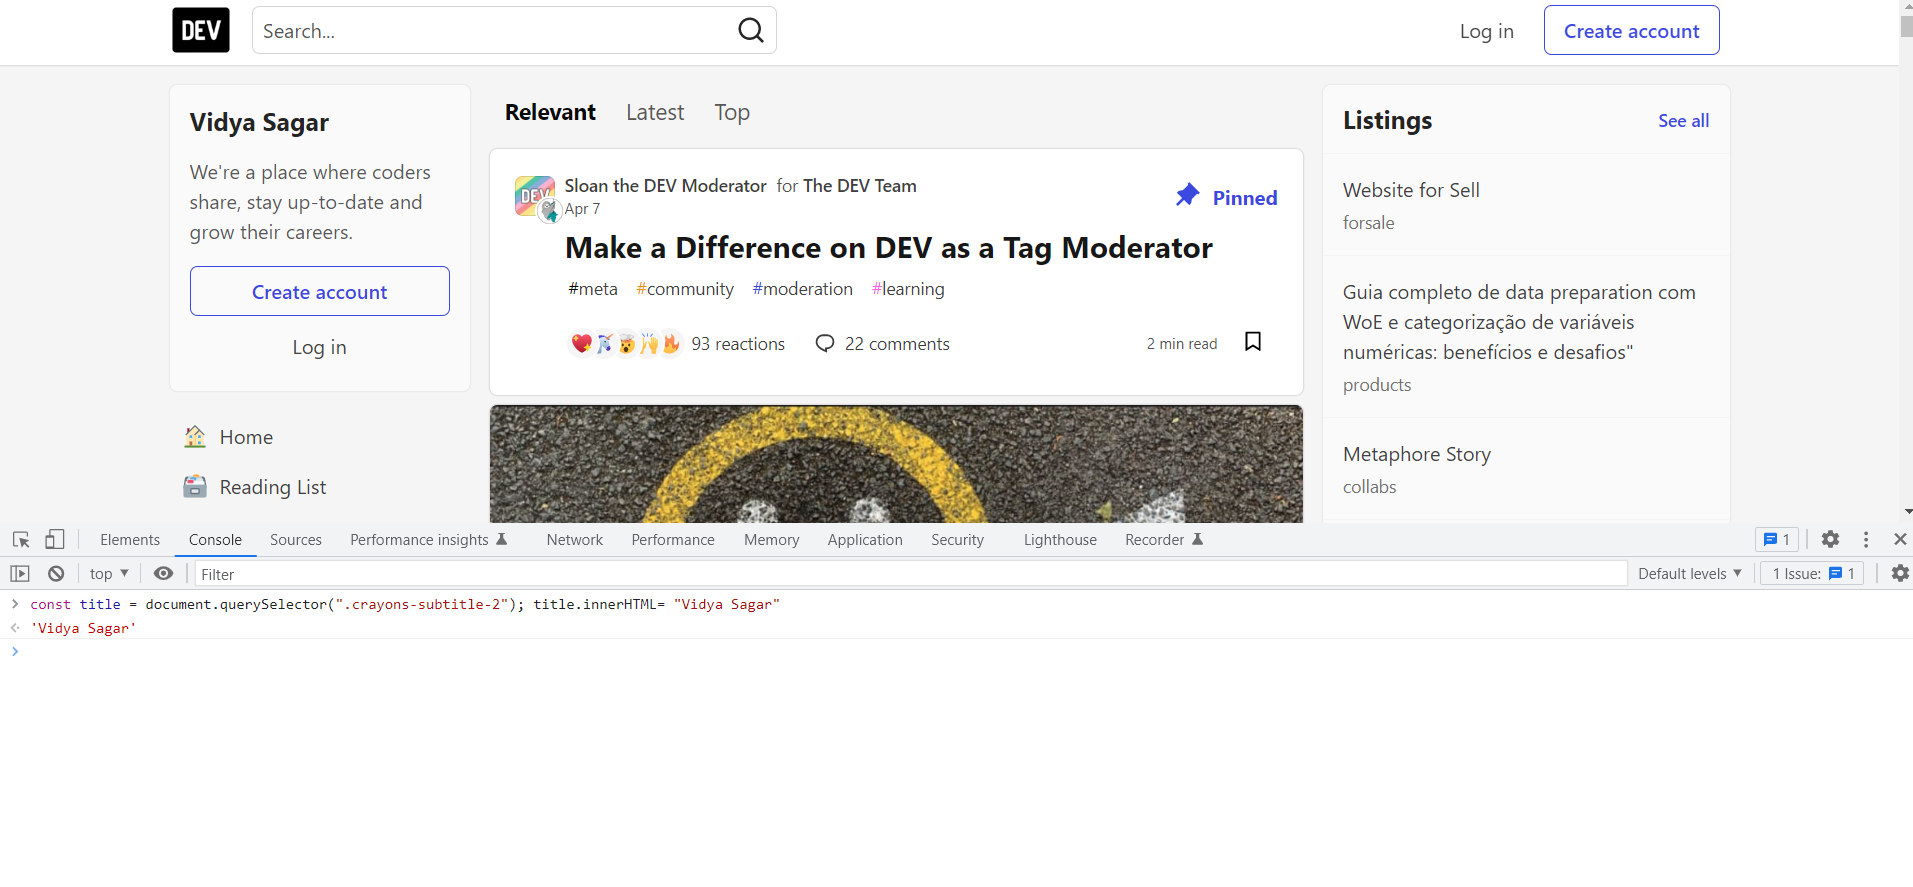 DEV
Search...
Log in
Create account
Vidya Sagar
We're a place where coders
share, stay up-to-date and
grow their careers.
Create account
Log in
Home
Reading List
Relevant Latest Top
DEV
Sloan the DEV Moderator for The DEV Team
Apr 7
Pinned
Make a Difference on DEV as a Tag Moderator
#meta #community #moderation #learning
93 reactions 22 comments 2 min read
Listings See all
Website for Sell
forsale
Guia completo de data preparation com
WoE e categorização de variáveis
numéricas: benefícios e desafios"
products
Metaphore Story
collabs
Elements Console Sources Performance insights Network Performance Memory Application Security Lighthouse Recorder 1
top Filter Default levels 1 Issue: 1
const title = document.querySelector(".crayons-subtitle-2"); title.innerHTML= "Vidya Sagar"
'Vidya Sagar'